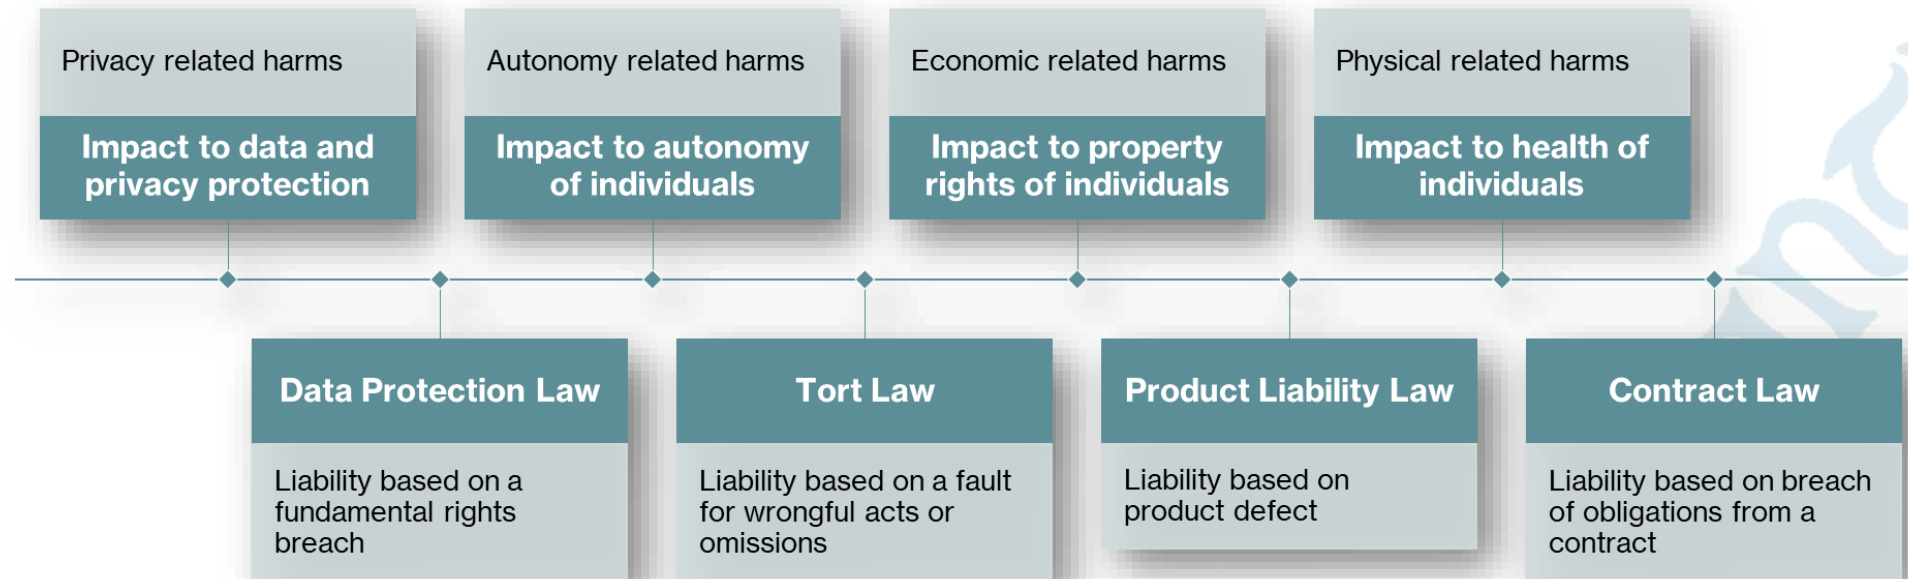 Privacy related harms
Impact to data and
privacy protection
Autonomy related harms
Impact to autonomy
of individuals
Economic related harms
Impact to property
rights of individuals
Physical related harms
Impact to health of
individuals
Data Protection Law
Liability based on a
fundamental rights
breach
Tort Law
Liability based on a fault
for wrongful acts or
omissions
Product Liability Law
Liability based on
product defect
Contract Law
Liability based on breach
of obligations from a
contract